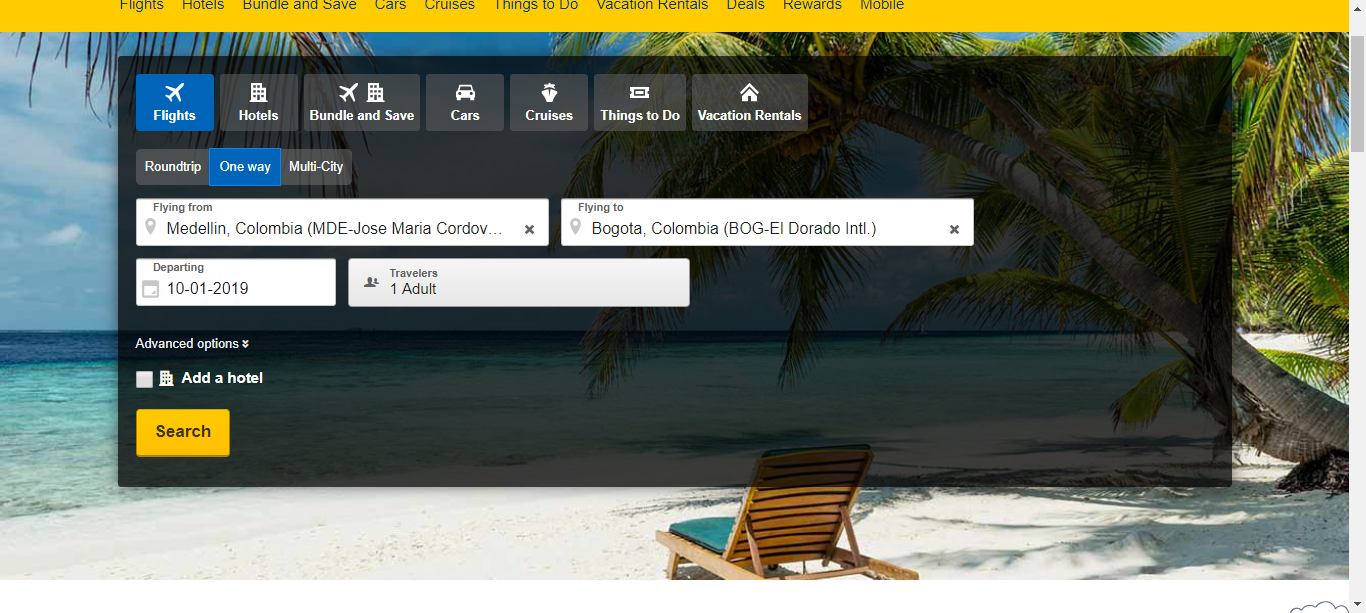 Flights Hotels Bundle and Save Cars Cruises Things to Do Vacation Rentals Deals Rewards Mobile
Flights Hotels Bundle and Save Cars Cruises Things to Do Vacation Rentals
Roundtrip One way Multi-City
Flying from Flying to
Medellin, Colombia (MDE-Jose Maria Cordov... × Bogota, Colombia (BOG-El Dorado Intl.) ×
Departing Travelers
10-01-2019 1 Adult
Advanced options
Add a hotel
Search